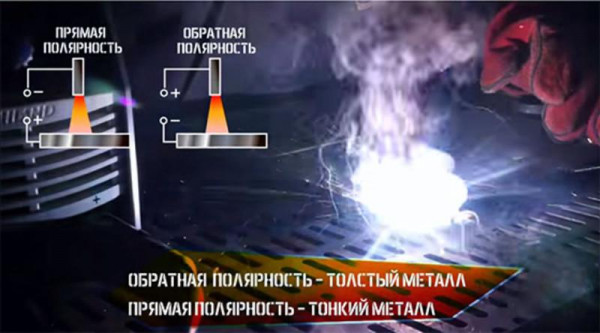 ПРЯМАЯ
ПОЛЯРНОСТЬ
ОБРАТНАЯ
ПОЛЯРНОСТЬ
−
+
+
−
+
ОБРАТНАЯ ПОЛЯРНОСТЬ - ТОЛСТЫЙ МЕТАЛЛ
ПРЯМАЯ ПОЛЯРНОСТЬ - ТОНКИЙ МЕТАЛЛ